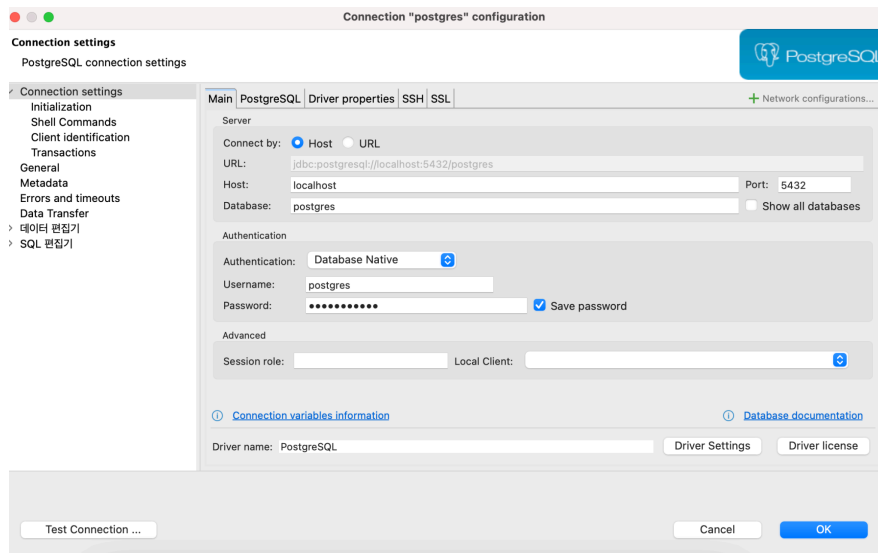 Connection "postgres" configuration
Connection settings
PostgreSQL connection settings
PostgreSQL
Connection settings
Initialization
Shell Commands
Client identification
Transactions
General
Metadata
Errors and timeouts
Data Transfer
데이터 편집기
SQL 편집기
Main PostgreSQL Driver properties SSH SSL
Network configurations...
Server
Connect by: Host URL
URL: jdbc:postgresql://localhost:5432/postgres
Host: localhost Port: 5432
Database: postgres Show all databases
Authentication
Authentication: Database Native
Username: postgres
Password: ●●●●●●●●●●● Save password
Advanced
Session role: Local Client:
Connection variables information Database documentation
Driver name: PostgreSQL Driver Settings Driver license
Test Connection ... Cancel OK